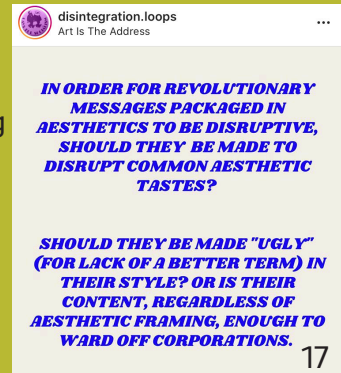 disintegration.loops
Art Is The Address
IN ORDER FOR REVOLUTIONARY
MESSAGES PACKAGED IN
AESTHETICS TO BE DISRUPTIVE,
SHOULD THEY BE MADE TO
DISRUPT COMMON AESTHETIC
TASTES?
SHOULD THEY BE MADE "UGLY"
(FOR LACK OF A BETTER TERM) IN
THEIR STYLE? OR IS THEIR
CONTENT, REGARDLESS OF
AESTHETIC FRAMING, ENOUGH TO
WARD OFF CORPORATIONS.
17